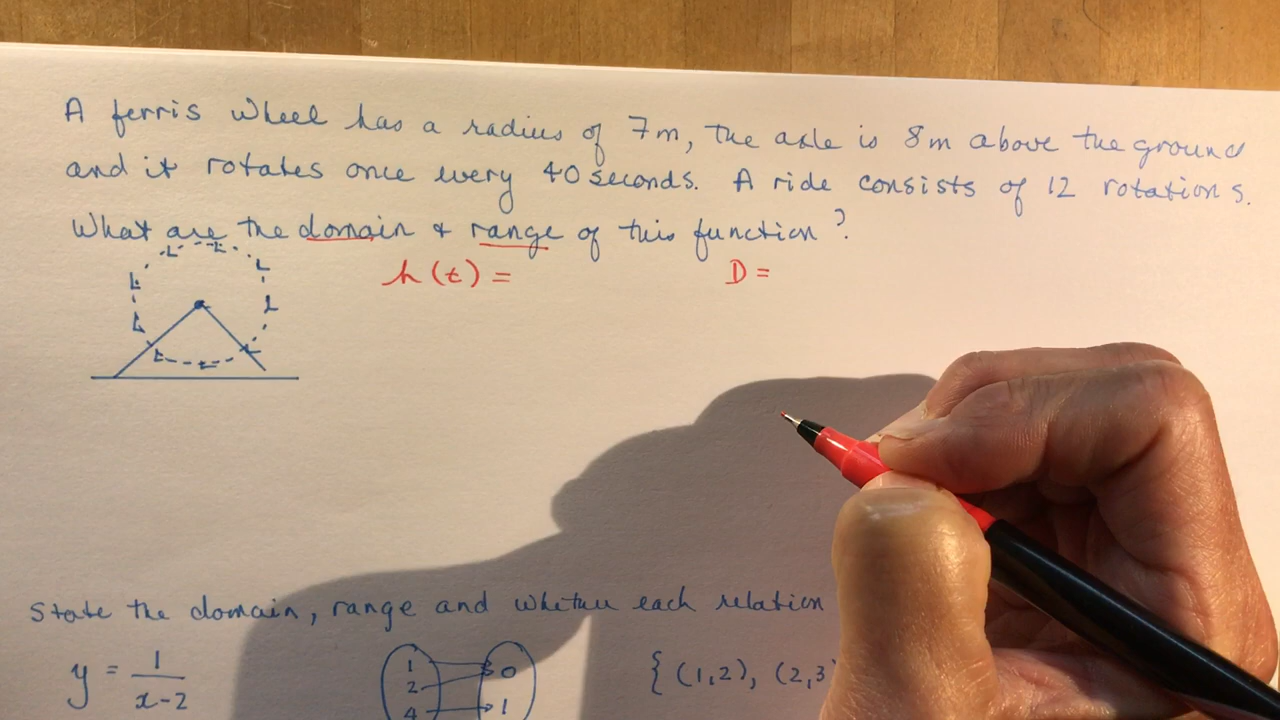 A ferris wheel has a radius of 7m, the axle is 8m above the ground
and it rotates once every 40 seconds. A ride consists of 12 rotations.
What are the domain + range of this function?
h(t) = D =
State the domain, range and whether each relation
y = 1/(x-2)
1 2 4
0 1
{(1,2), (2,3